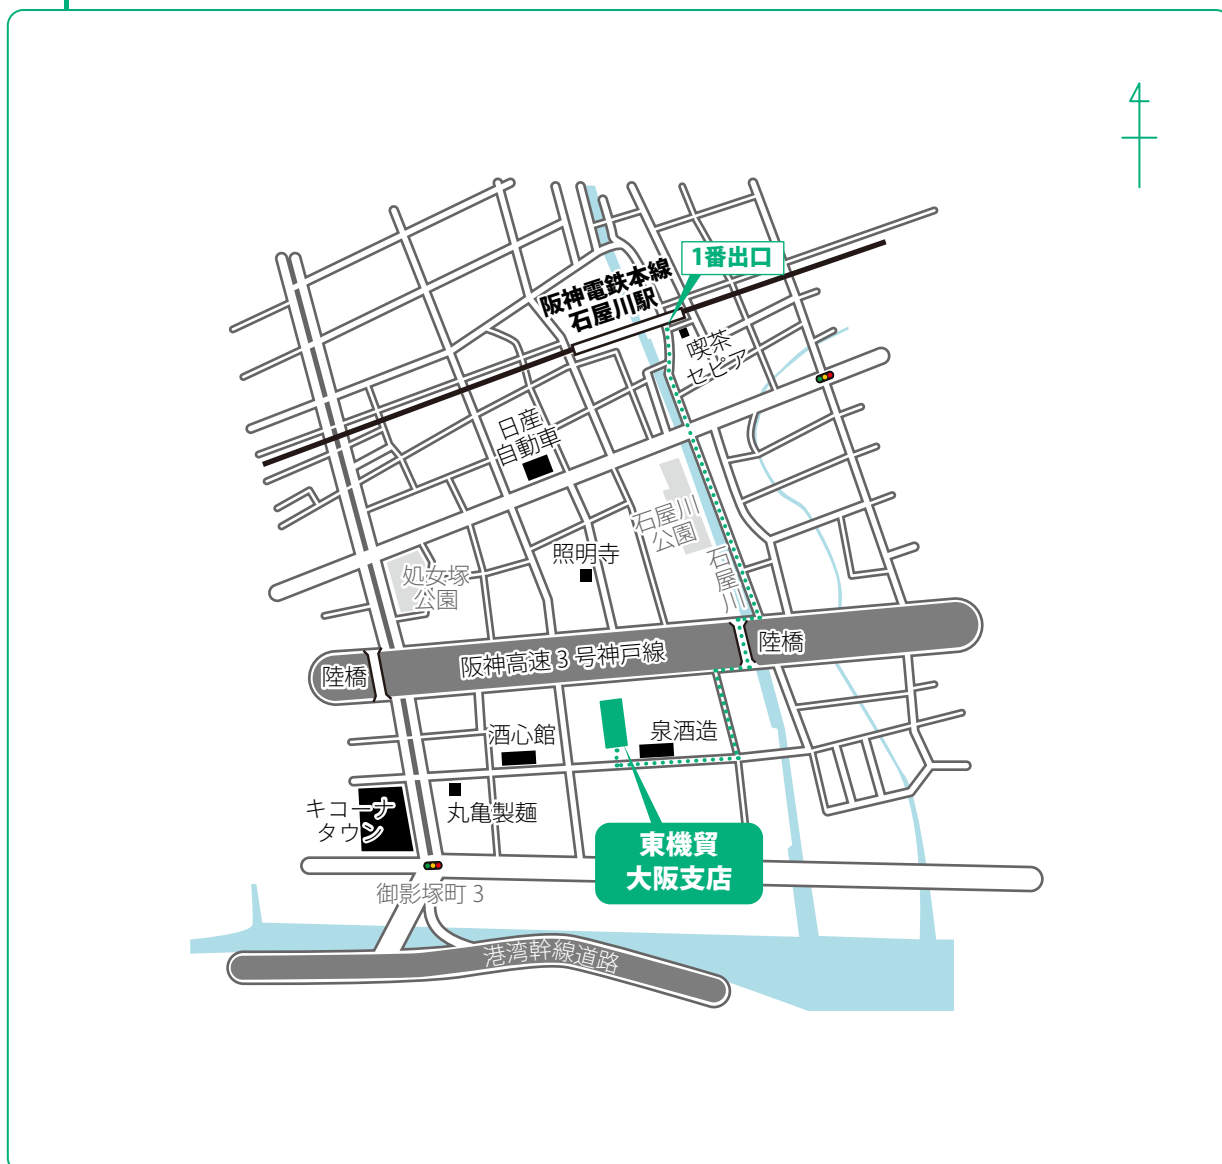 1番出口
阪神電鉄本線
石屋川駅
喫茶
セピア
日産
自動車
石屋川
公園
照明寺
石屋川
処女塚
公園
陸橋
阪神高速3号神戸線
陸橋
酒心館
泉酒造
キコーナ
タウン
丸亀製麺
東機貿
大阪支店
御影塚町3
港湾幹線道路